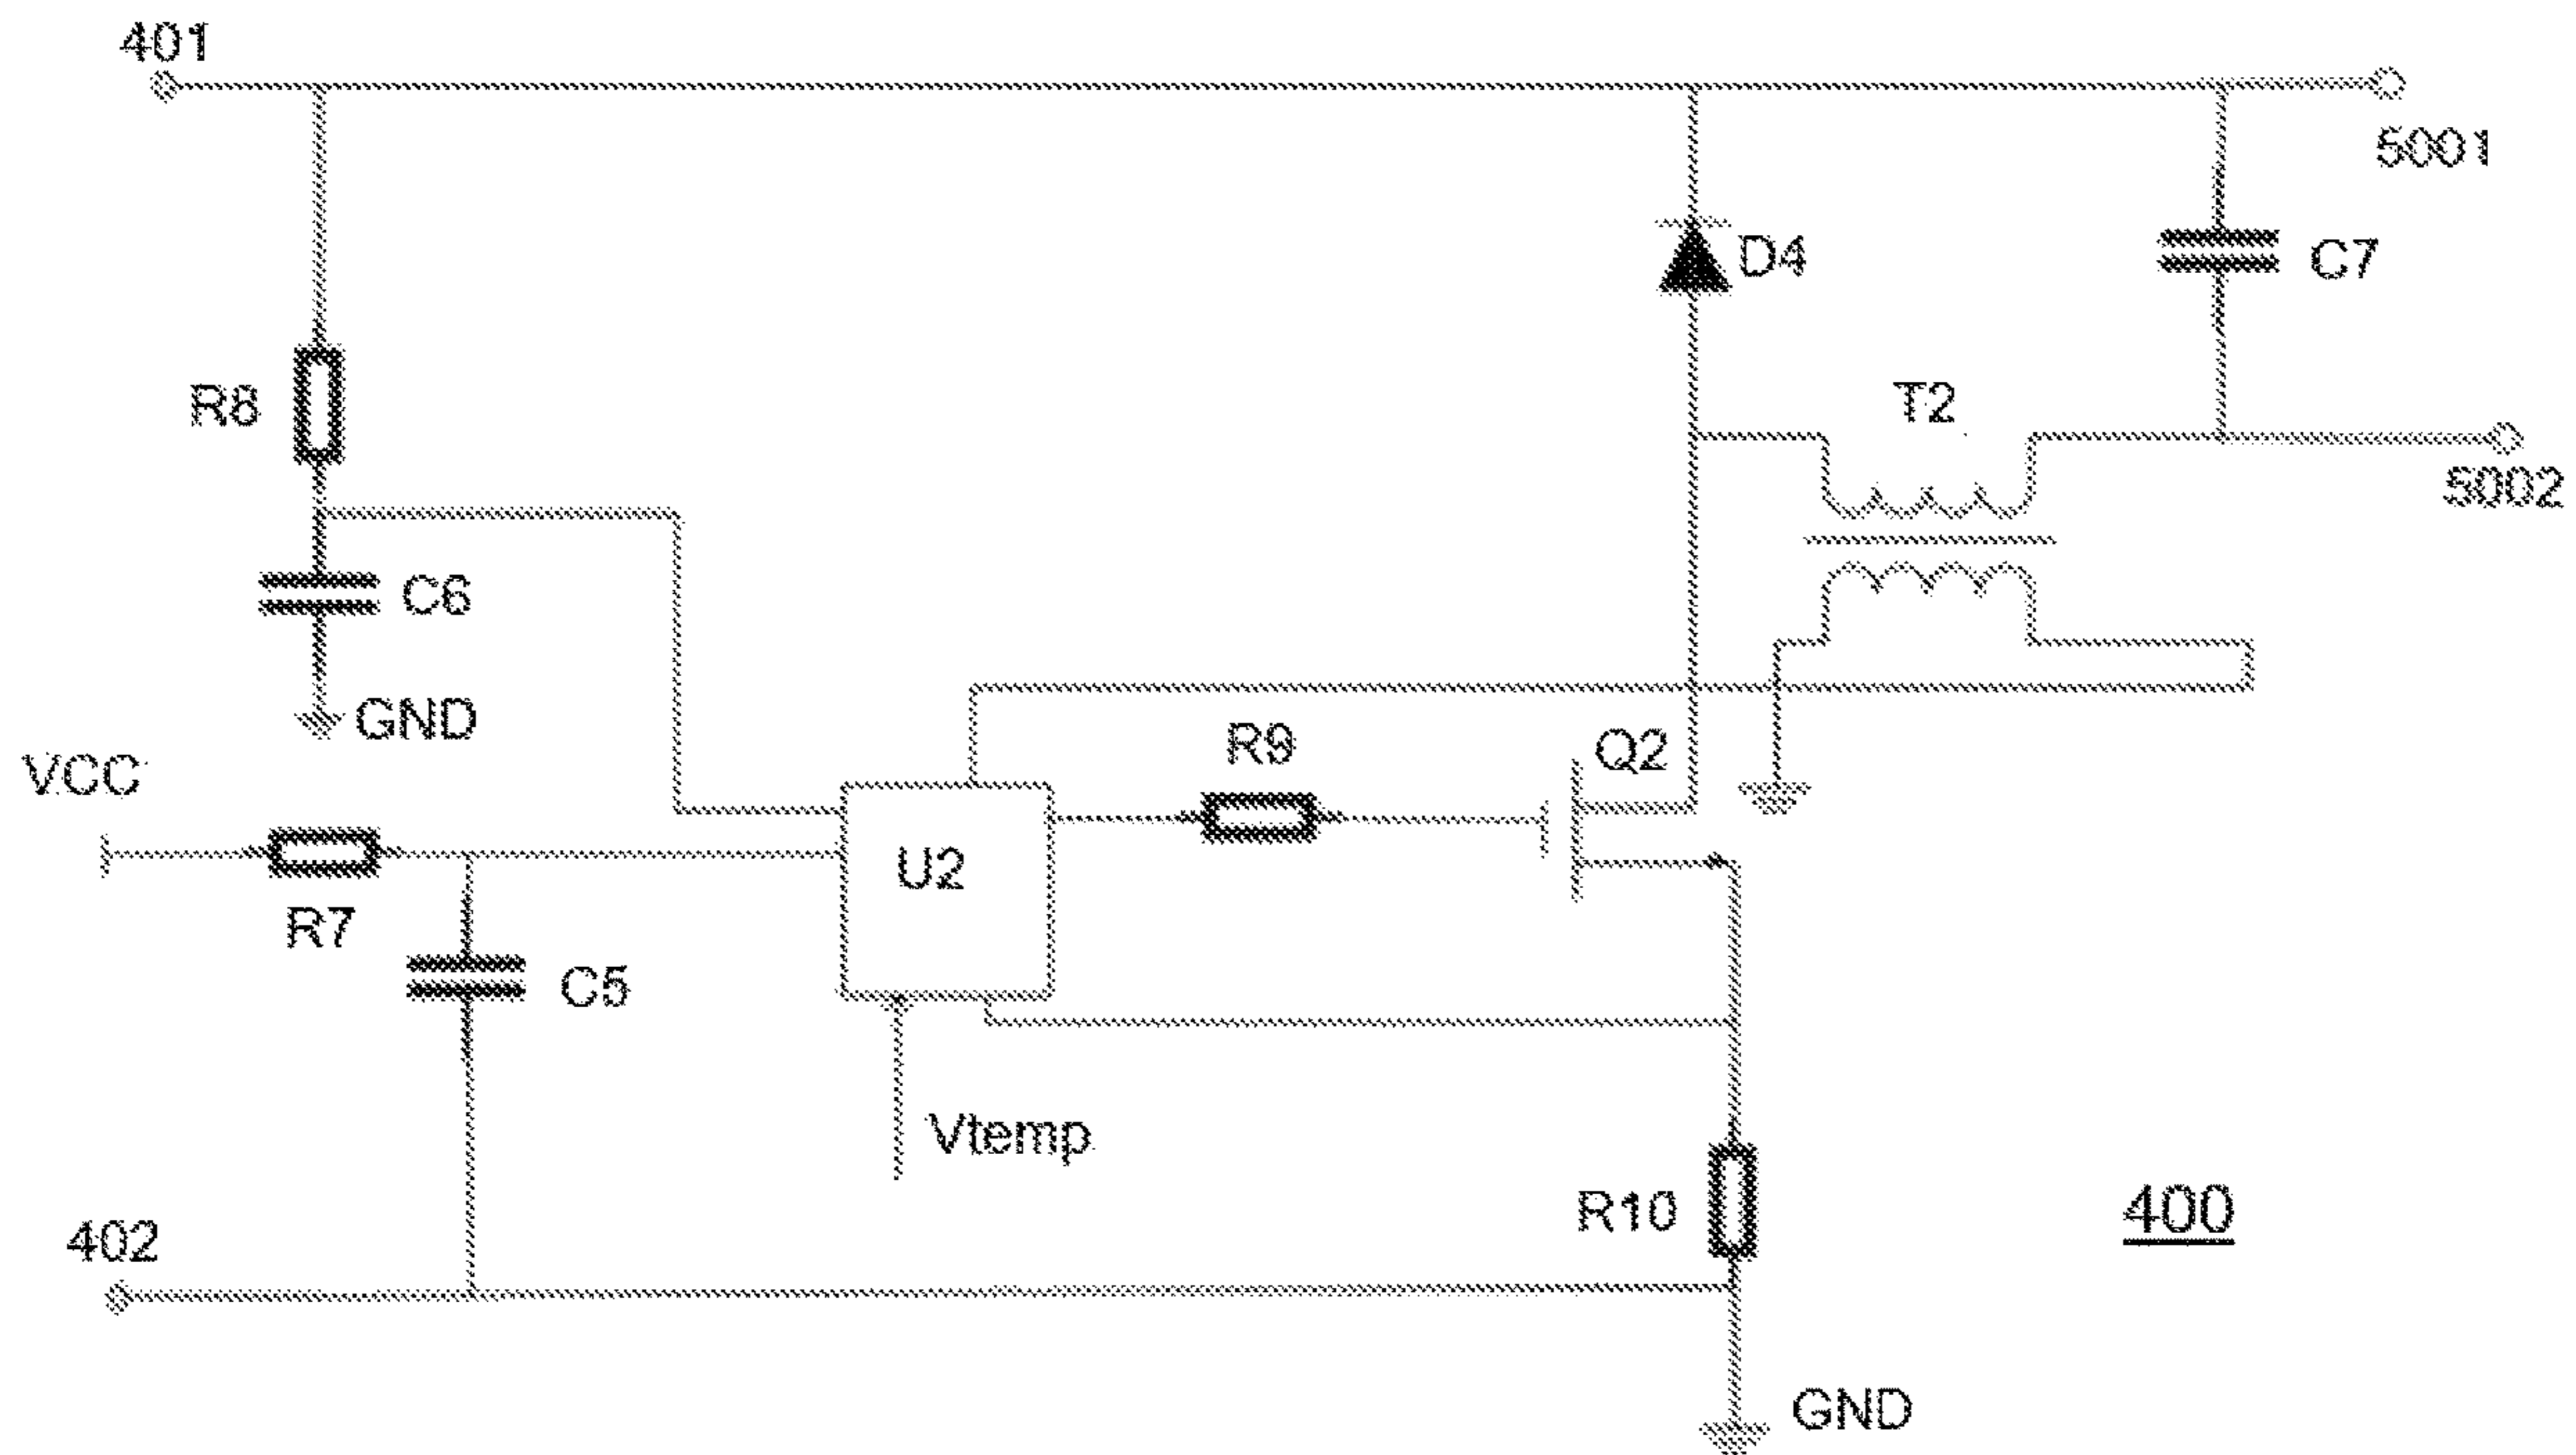 401
5001
D4
C7
R8
T2
5002
C6
GND
R9
Q2
VCC
U2
R7
C5
Vtemp
R10
400
402
GND